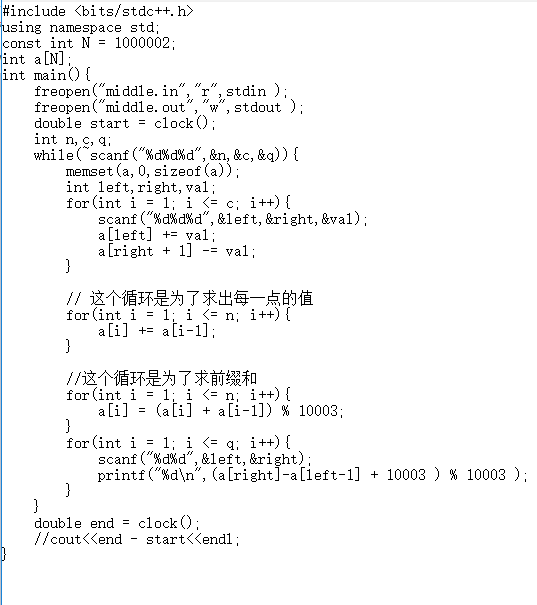 #include <bits/stdc++.h>
using namespace std;
const int N = 1000002;
int a[N];
int main(){
    freopen("middle.in","r",stdin );
    freopen("middle.out","w",stdout );
    double start = clock();
    int n,c,q;
    while(~scanf("%d%d%d",&n,&c,&q)){
        memset(a,0,sizeof(a));
        int left,right,val;
        for(int i = 1; i <= c; i++){
            scanf("%d%d%d",&left,&right,&val);
            a[left] += val;
            a[right + 1] -= val;
        }

        // 这个循环是为了求出每一点的值
        for(int i = 1; i <= n; i++){
            a[i] += a[i-1];
        }

        //这个循环是为了求前缀和
        for(int i = 1; i <= n; i++){
            a[i] = (a[i] + a[i-1]) % 10003;
        }
        for(int i = 1; i <= q; i++){
            scanf("%d%d",&left,&right);
            printf("%d\n",(a[right]-a[left-1] + 10003 ) % 10003 );
        }
    }
    double end = clock();
    //cout<<end - start<<endl;
}